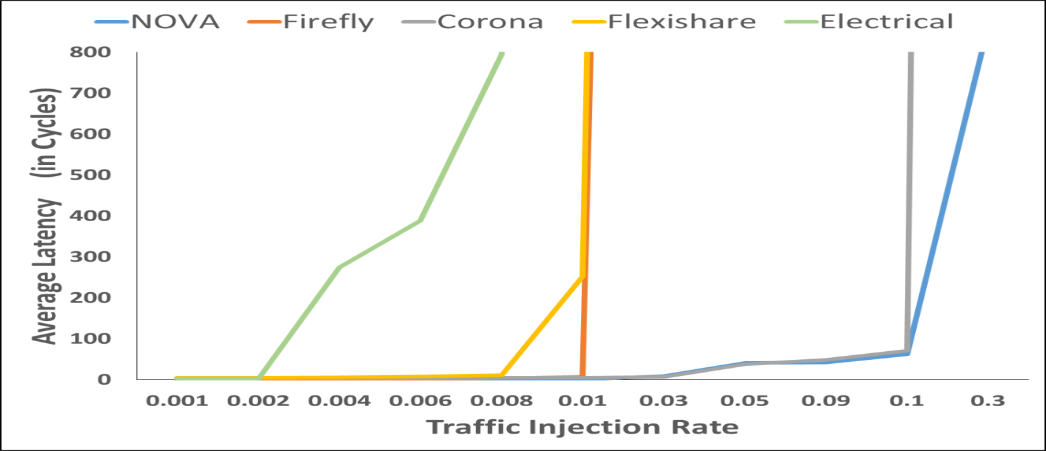 NOVA Firefly Corona Flexishare Electrical
800
700
600
500
400
300
200
100
0
Average Latency (in Cycles)
0.001 0.002 0.004 0.006 0.008 0.01 0.03 0.05 0.09 0.1 0.3
Traffic Injection Rate